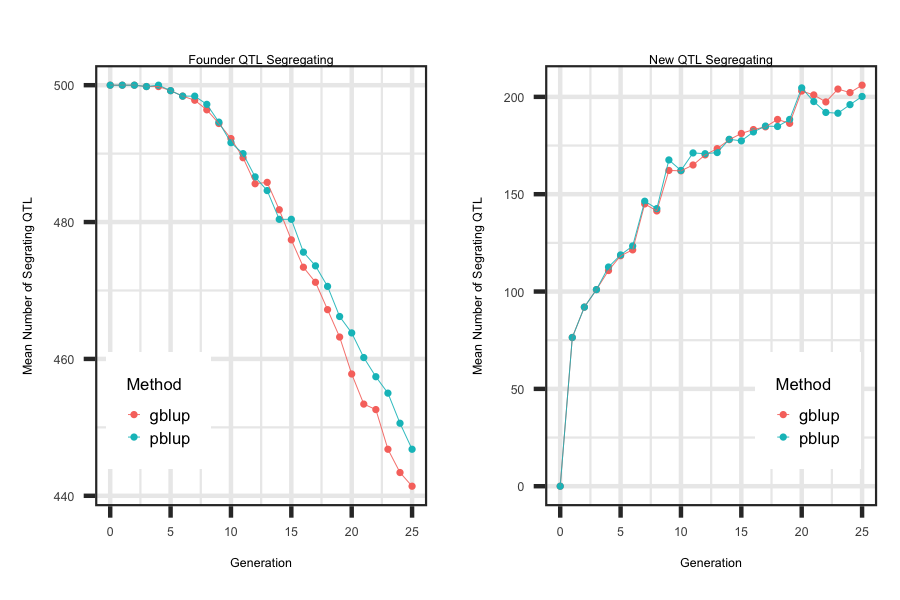 Founder QTL Segregating
Mean Number of Segrating QTL
500
480
460
440
Method
gblup
pblup
0 5 10 15 20 25
Generation
New QTL Segregating
Mean Number of Segrating QTL
200
150
100
50
0
Method
gblup
pblup
0 5 10 15 20 25
Generation